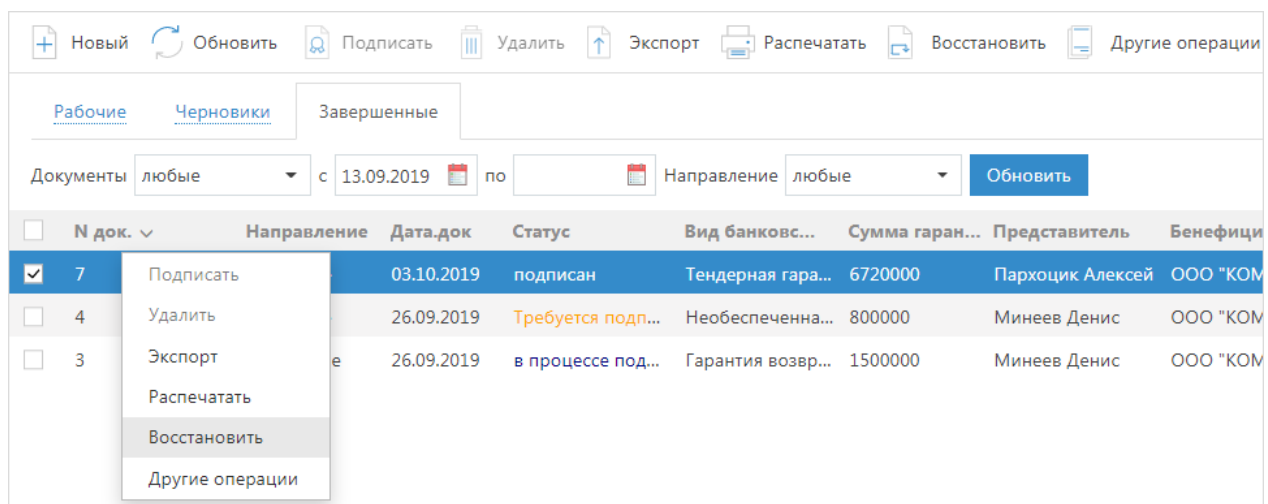 Новый Обновить Подписать Удалить Экспорт Распечатать Восстановить Другие операции
Рабочие Черновики Завершенные
Документы любые с 13.09.2019 по Направление любые Обновить
N док. Направление Дата.док Статус Вид банковс... Сумма гаран... Представитель Бенефици
7 03.10.2019 подписан Тендерная гара... 6720000 Пархоцик Алексей ООО "КОМ
4 26.09.2019 Требуется подп... Необеспеченна... 800000 Минеев Денис ООО "КОМ
3 е 26.09.2019 в процессе под... Гарантия возвр... 1500000 Минеев Денис ООО "КОМ
Подписать
Удалить
Экспорт
Распечатать
Восстановить
Другие операции